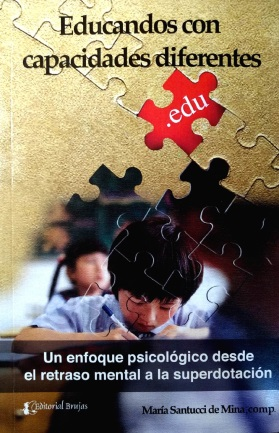 Educandos con
capacidades diferentes
.edu
Un enfoque psicológico desde
el retraso mental a la superdotación
Editorial Brujas
María Santucci de Mina, comp.